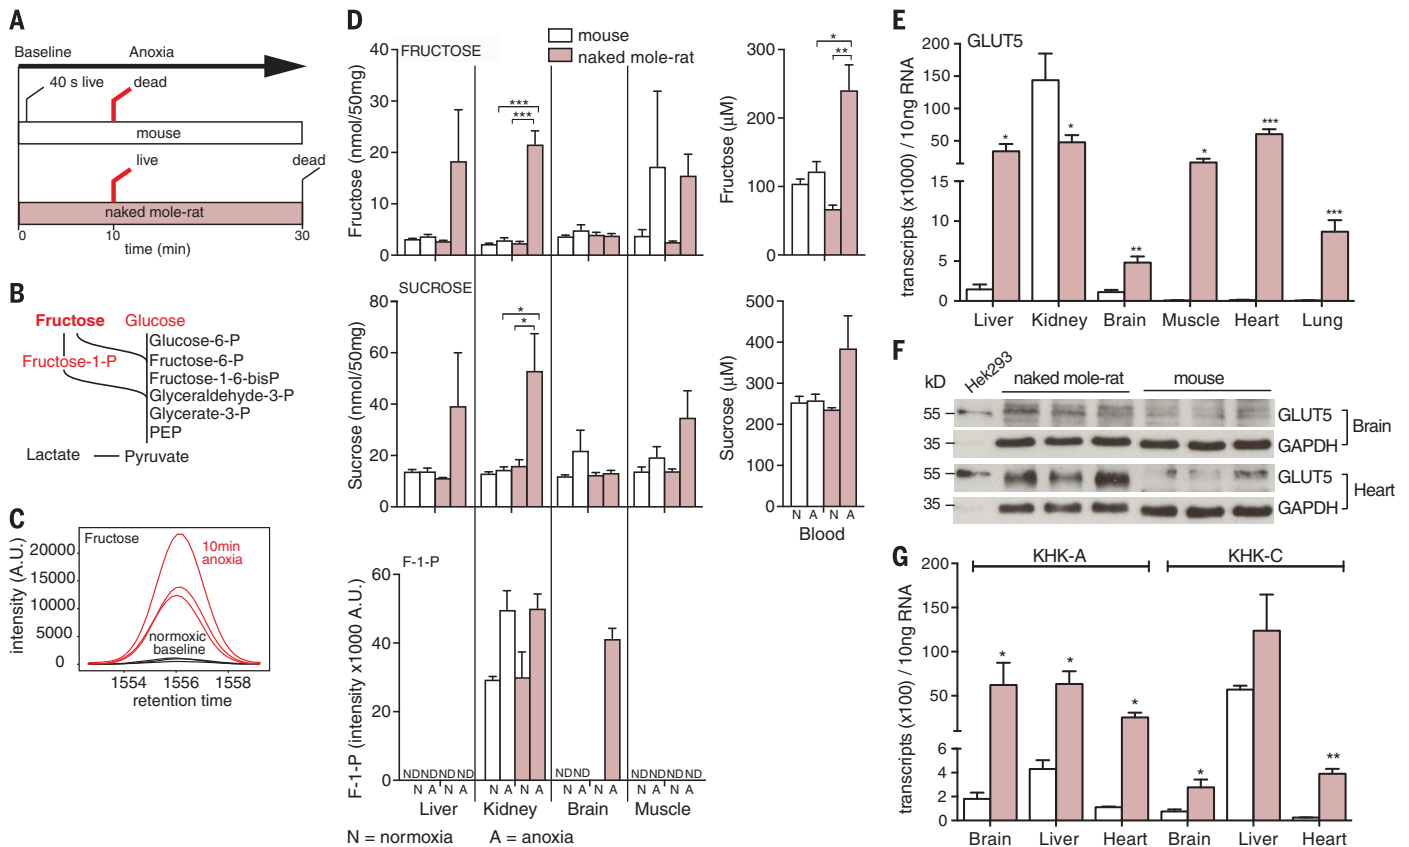 A
Baseline
Anoxia
40 s live
dead
mouse
live
dead
naked mole-rat
0
10
30
time (min)
B
Fructose
Glucose
Glucose-6-P
Fructose-1-P
Fructose-6-P
Fructose-1-6-bisP
Glyceraldehyde-3-P
Glycerate-3-P
PEP
Lactate
Pyruvate
C
Fructose
10min
anoxia
normoxic
baseline
intensity (A.U.)
20000
15000
10000
5000
0
1554
1556
1558
retention time
D
mouse
naked mole-rat
FRUCTOSE
Fructose (nmol/50mg)
40
30
20
10
0
***
***
Fructose (µM)
300
200
100
0
*
**
SUCROSE
Sucrose (nmol/50mg)
80
60
40
20
0
*
*
Sucrose (µM)
500
400
300
200
100
0
N A N A
Blood
F-1-P
F-1-P (intensity x1000 A.U.)
60
40
20
0
ND ND ND ND
ND ND
ND ND ND ND
N A N A
N A N A
N A N A
N A N A
Liver
Kidney
Brain
Muscle
N = normoxia
A = anoxia
E
GLUT5
transcripts (x1000) / 10ng RNA
200
150
100
50
15
10
5
0
*
*
**
*
***
***
Liver
Kidney
Brain
Muscle
Heart
Lung
F
kD
Hek293
naked mole-rat
mouse
55
GLUT5
35
GAPDH
Brain
55
GLUT5
35
GAPDH
Heart
G
KHK-A
KHK-C
transcripts (x100) / 10ng RNA
200
150
100
50
6
4
2
0
*
*
*
*
**
Brain
Liver
Heart
Brain
Liver
Heart